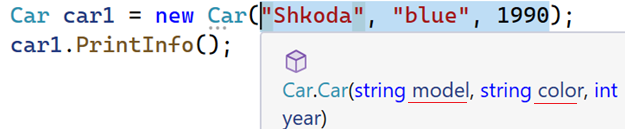 Car car1 = new Car("Shkoda", "blue", 1990);
car1.PrintInfo();
Car.Car(string model, string color, int
year)